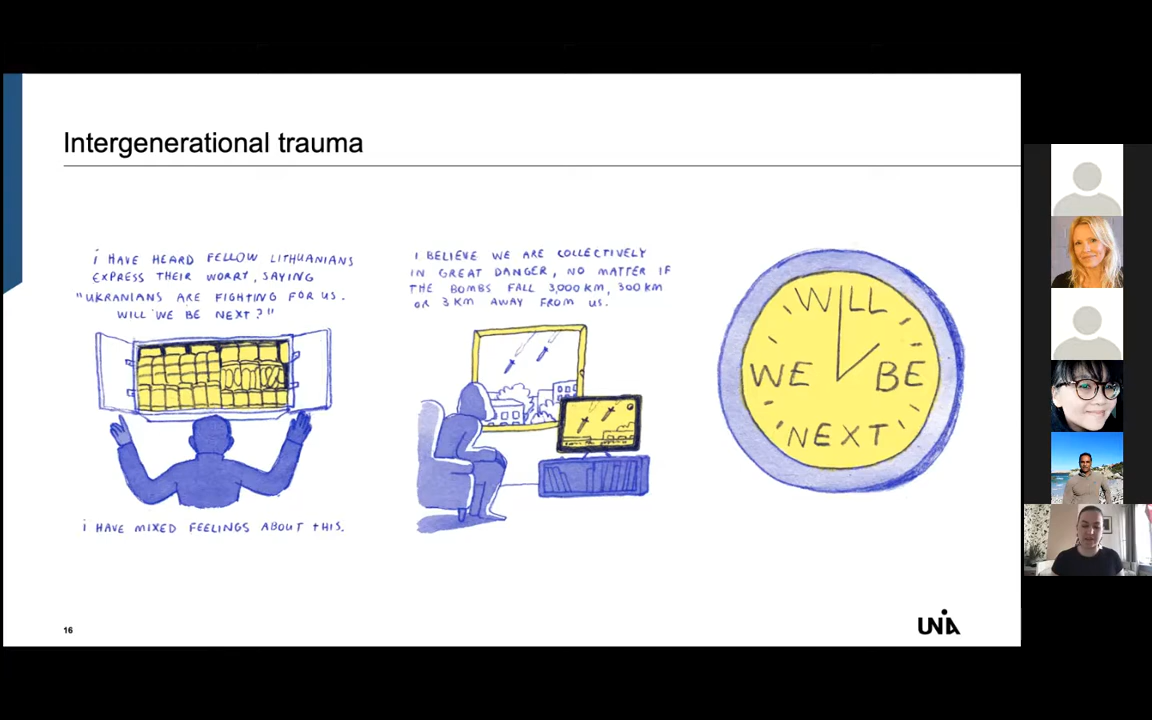 Intergenerational trauma
i HAVE HEARD FELLOW LITHUANIANS
EXPRESS THEIR WORRY, SAYING
"UKRANIANS ARE FIGHTING FOR US.
WILL WE BE NEXT?"
i HAVE MIXED FEELINGS ABOUT THIS.
I BELIEVE WE ARE COLLECTIVELY
IN GREAT DANGER, NO MATTER IF
THE BOMBS FALL 3,000 KM, 300 KM
OR 3 KM AWAY FROM US.
WILL
WE BE
NEXT
16
UNIA